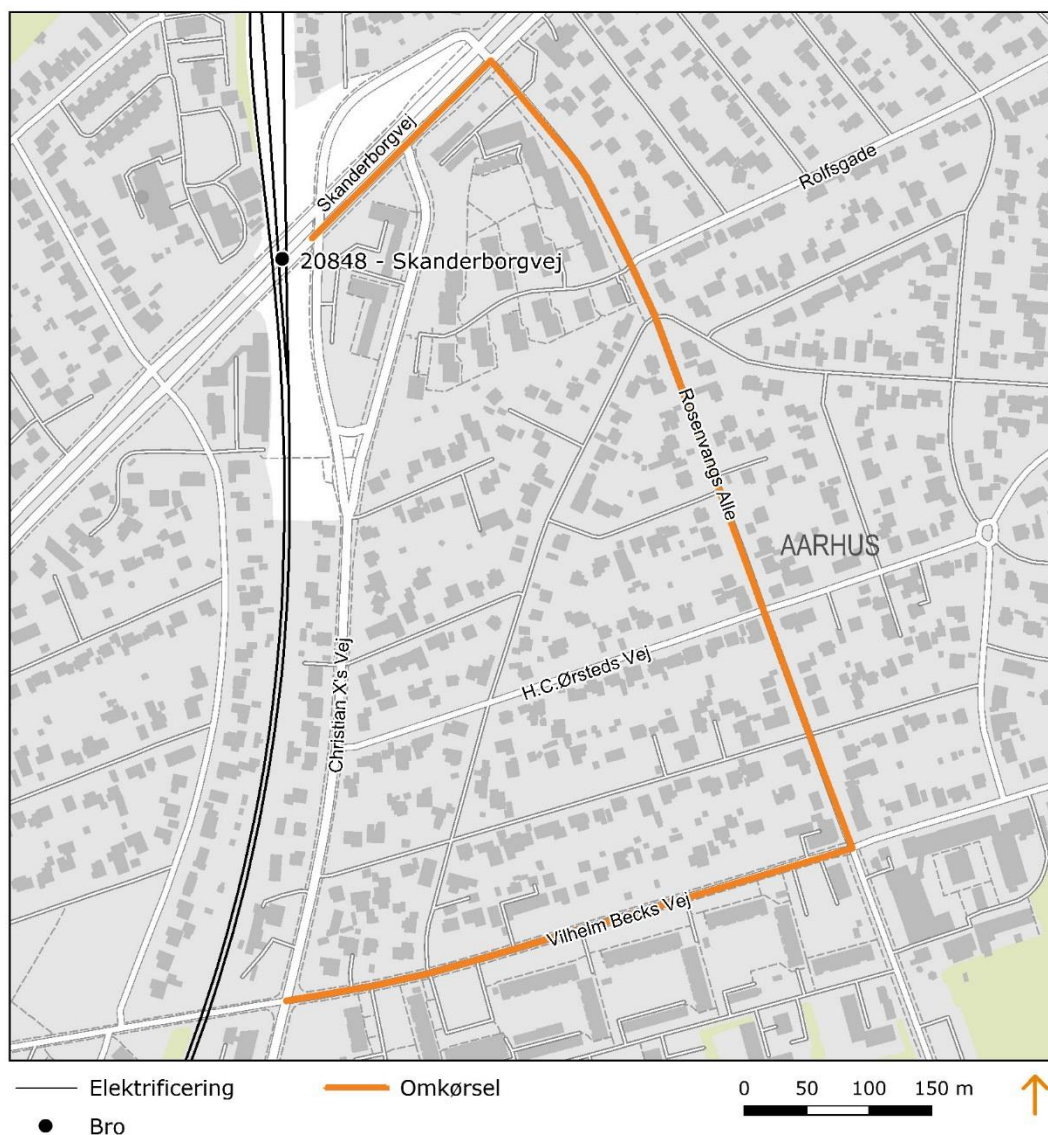 Skanderborgvej
Rolfsgade
20848 - Skanderborgvej
Rosenvangs Alle
AARHUS
H.C.Ørsteds Vej
Christian X's Vej
Vilhelm Becks Vej
Elektrificering
Omkørsel
0 50 100 150 m
Bro